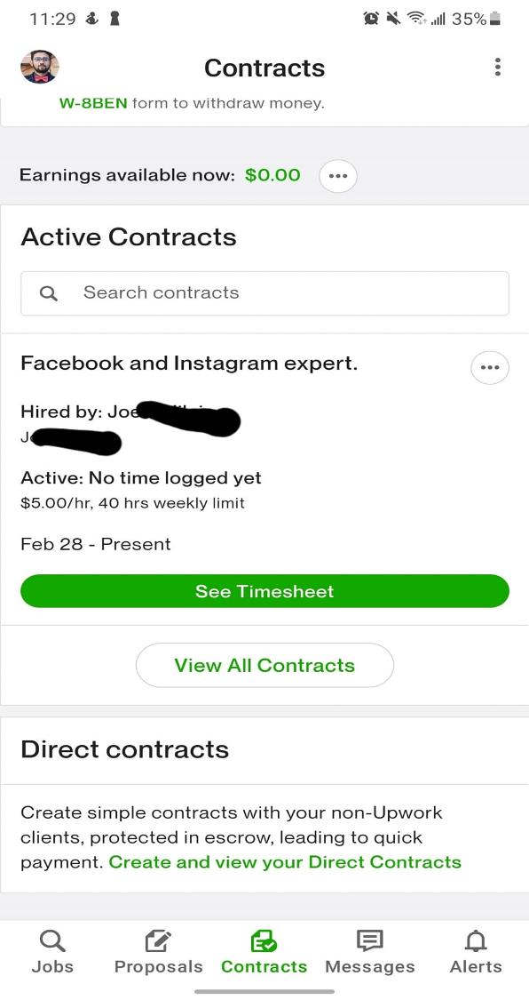 11:29
35%
Contracts
W-8BEN form to withdraw money.
Earnings available now: $0.00
Active Contracts
Search contracts
Facebook and Instagram expert.
Hired by: Joe
Active: No time logged yet
$5.00/hr, 40 hrs weekly limit
Feb 28 - Present
See Timesheet
View All Contracts
Direct contracts
Create simple contracts with your non-Upwork
clients, protected in escrow, leading to quick
payment. Create and view your Direct Contracts
Jobs
Proposals
Contracts
Messages
Alerts